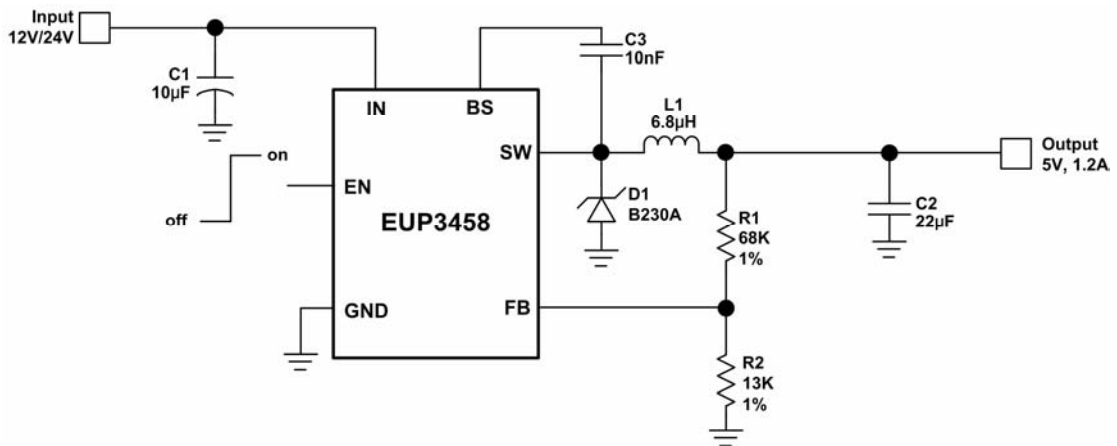 Input
12V/24V
C1
10µF
IN
BS
C3
10nF
SW
L1
6.8µH
Output
5V, 1.2A
on
off
EN
EUP3458
D1
B230A
R1
68K
1%
C2
22µF
GND
FB
R2
13K
1%